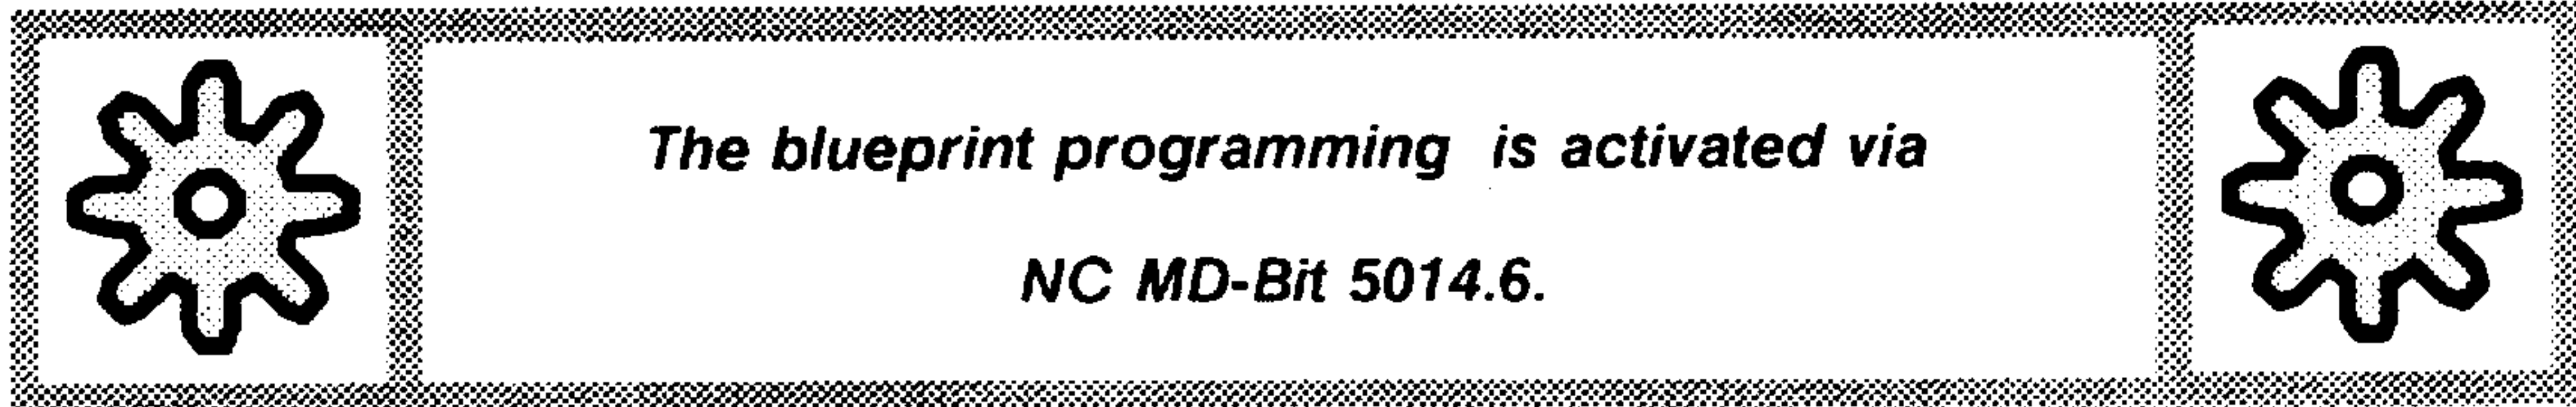 The blueprint programming is activated via
NC MD-Bit 5014.6.